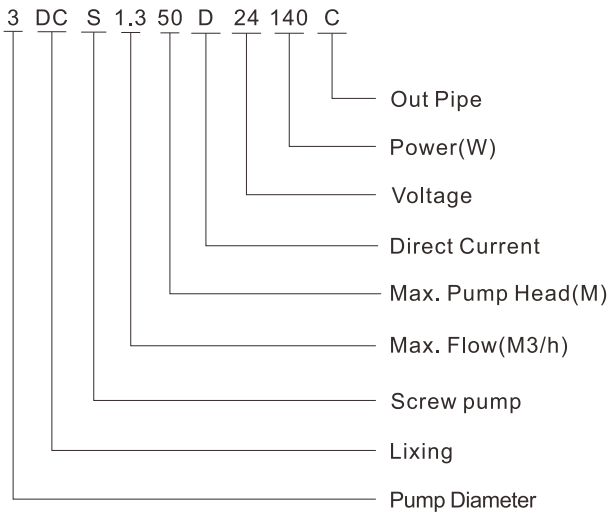 3 DC S 1.3 50 D 24 140 C
Out Pipe
Power(W)
Voltage
Direct Current
Max. Pump Head(M)
Max. Flow(M3/h)
Screw pump
Lixing
Pump Diameter